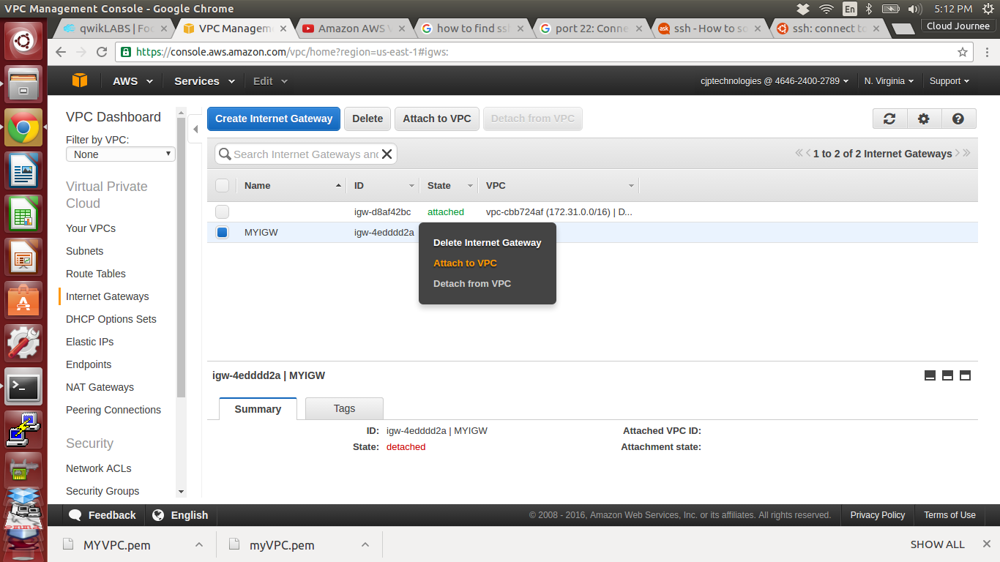 VPC Management Console - Google Chrome
En
5:12 PM
qwikLABS | Foc
VPC Managem
Amazon AWS V
how to find ssh
port 22: Conne
ssh - How to so
ssh: connect to
Cloud Journee
https://console.aws.amazon.com/vpc/home?region=us-east-1#igws:
AWS
Services
Edit
cjptechnologies @ 4646-2400-2789
N. Virginia
Support
VPC Dashboard
Filter by VPC:
None
Virtual Private
Cloud
Your VPCs
Subnets
Route Tables
Internet Gateways
DHCP Options Sets
Elastic IPs
Endpoints
NAT Gateways
Peering Connections
Security
Network ACLs
Security Groups
Create Internet Gateway
Delete
Attach to VPC
Detach from VPC
Search Internet Gateways and
1 to 2 of 2 Internet Gateways
Name
ID
State
VPC
igw-d8af42bc
attached
vpc-cbb724af (172.31.0.0/16) | D...
MYIGW
igw-4edddd2a
Delete Internet Gateway
Attach to VPC
Detach from VPC
igw-4edddd2a | MYIGW
Summary
Tags
ID: igw-4edddd2a | MYIGW
Attached VPC ID:
State: detached
Attachment state:
Feedback
English
© 2008 - 2016, Amazon Web Services, Inc. or its affiliates. All rights reserved.
Privacy Policy
Terms of Use
MYVPC.pem
myVPC.pem
SHOW ALL